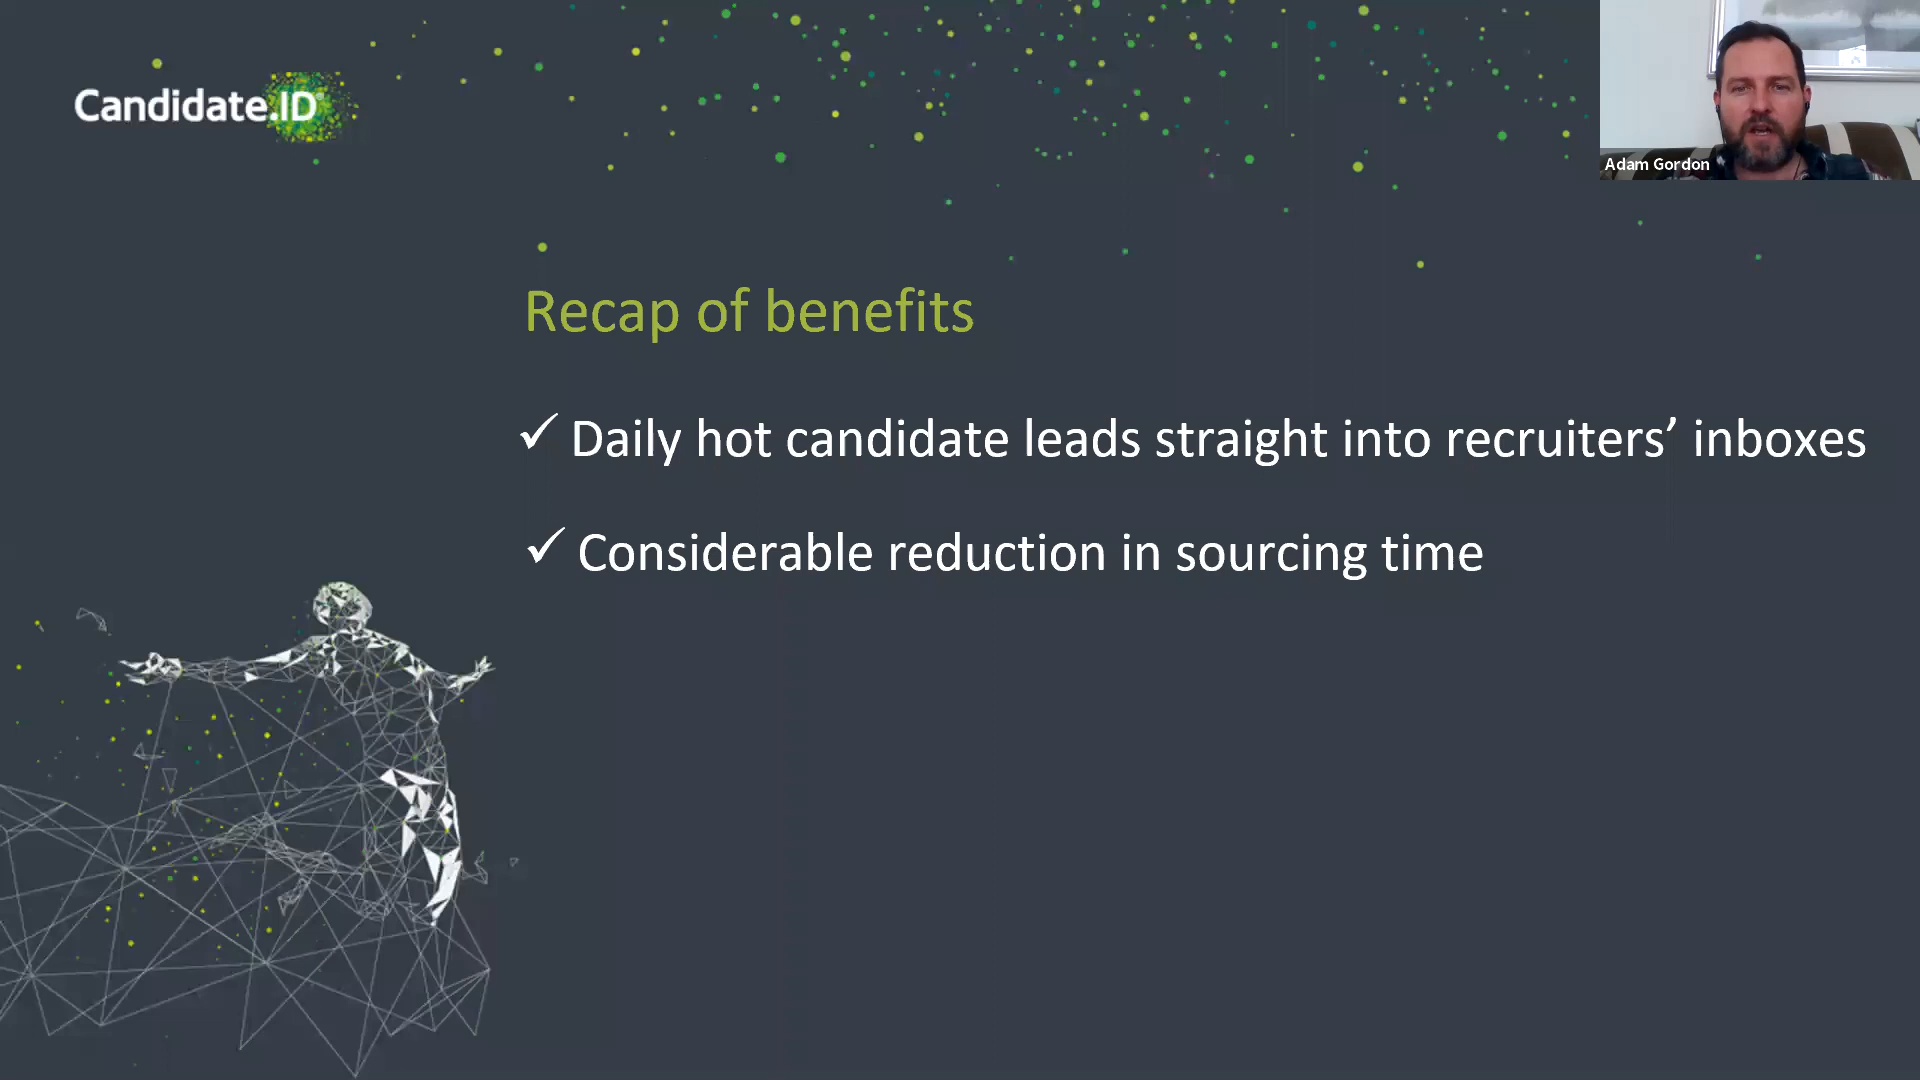 Candidate.ID
Adam Gordon
Recap of benefits
✓ Daily hot candidate leads straight into recruiters’ inboxes
✓ Considerable reduction in sourcing time